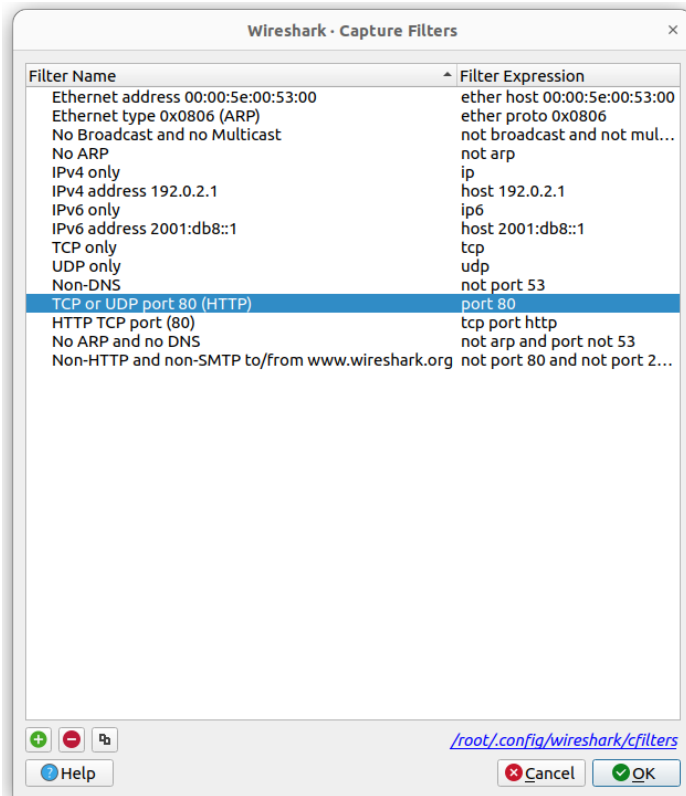 Wireshark · Capture Filters
Filter Name Filter Expression
Ethernet address 00:00:5e:00:53:00 ether host 00:00:5e:00:53:00
Ethernet type 0x0806 (ARP) ether proto 0x0806
No Broadcast and no Multicast not broadcast and not mul...
No ARP not arp
IPv4 only ip
IPv4 address 192.0.2.1 host 192.0.2.1
IPv6 only ip6
IPv6 address 2001:db8::1 host 2001:db8::1
TCP only tcp
UDP only udp
Non-DNS not port 53
TCP or UDP port 80 (HTTP) port 80
HTTP TCP port (80) tcp port http
No ARP and no DNS not arp and port not 53
Non-HTTP and non-SMTP to/from www.wireshark.org not port 80 and not port 2...
/root/.config/wireshark/cfilters
Help Cancel OK